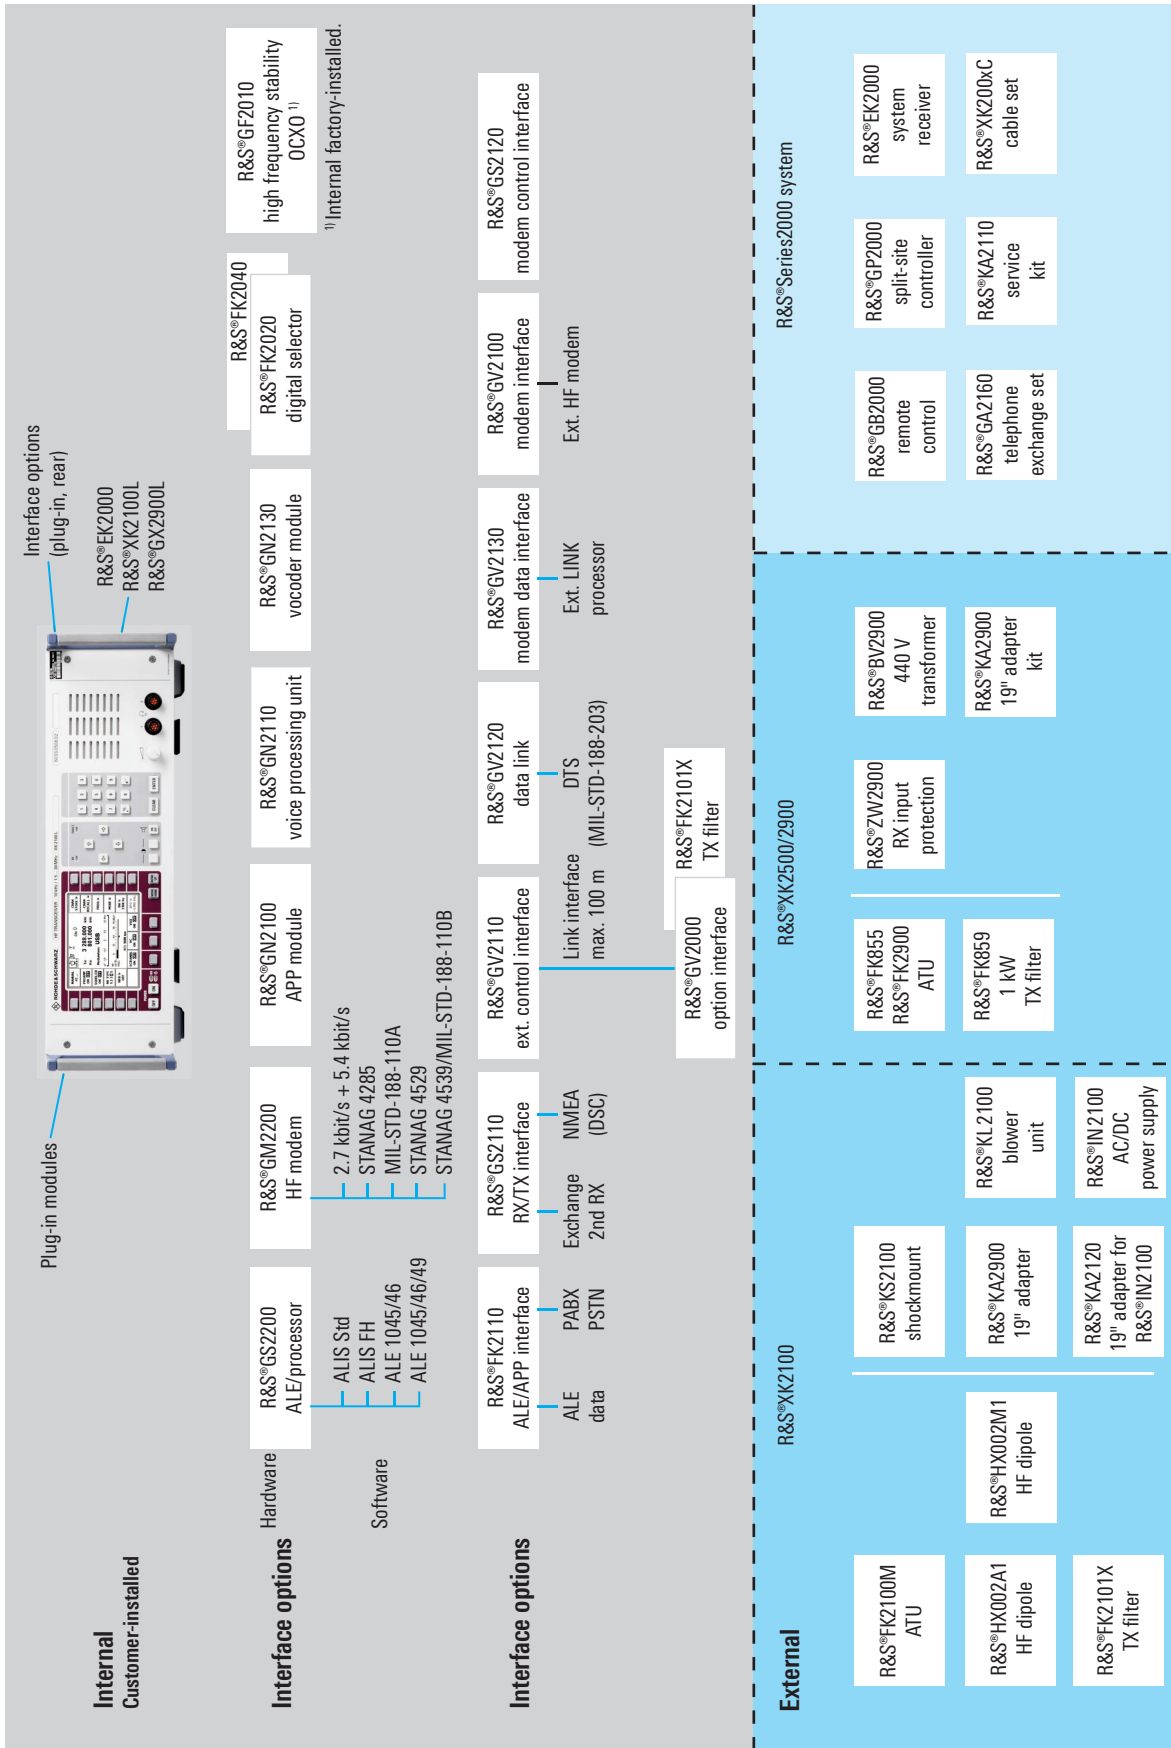 Internal
Customer-installed
Plug-in modules
Interface options
(plug-in, rear)
R&S®EK2000
R&S®XK2100L
R&S®GX2900L
ROHDE&SCHWARZ
Interface options
Hardware
Software
R&S®GS2200
ALE/processor
ALIS Std
ALIS FH
ALE 1045/46
ALE 1045/46/49
R&S®GM2200
HF modem
2.7 kbit/s + 5.4 kbit/s
STANAG 4285
MIL-STD-188-110A
STANAG 4529
STANAG 4539/MIL-STD-188-110B
R&S®GN2100
APP module
R&S®GN2110
voice processing unit
R&S®GN2130
vocoder module
R&S®FK2040
R&S®FK2020
digital selector
R&S®GF2010
high frequency stability
OCXO 1)
1) Internal factory-installed.
Interface options
R&S®FK2110
ALE/APP interface
ALE
data
PABX
PSTN
R&S®GS2110
RX/TX interface
Exchange
2nd RX
NMEA
(DSC)
R&S®GV2110
ext. control interface
Link interface
max. 100 m
R&S®GV2000
option interface
R&S®FK2101X
TX filter
R&S®GV2120
data link
DTS
(MIL-STD-188-203)
R&S®GV2130
modem data interface
Ext. LINK
processor
R&S®GV2100
modem interface
Ext. HF modem
R&S®GS2120
modem control interface
External
R&S®XK2100
R&S®FK2100M
ATU
R&S®HX002A1
HF dipole
R&S®HX002M1
HF dipole
R&S®FK2101X
TX filter
R&S®KS2100
shockmount
R&S®KA2900
19" adapter
R&S®KL2100
blower
unit
R&S®KA2120
19" adapter for
R&S®IN2100
R&S®IN2100
AC/DC
power supply
R&S®XK2500/2900
R&S®FK855
R&S®FK2900
ATU
R&S®FK859
1 kW
TX filter
R&S®ZW2900
RX input
protection
R&S®BV2900
440 V
transformer
R&S®KA2900
19" adapter
kit
R&S®Series2000 system
R&S®GB2000
remote
control
R&S®GP2000
split-site
controller
R&S®EK2000
system
receiver
R&S®GA2160
telephone
exchange set
R&S®KA2110
service
kit
R&S®XK200xC
cable set